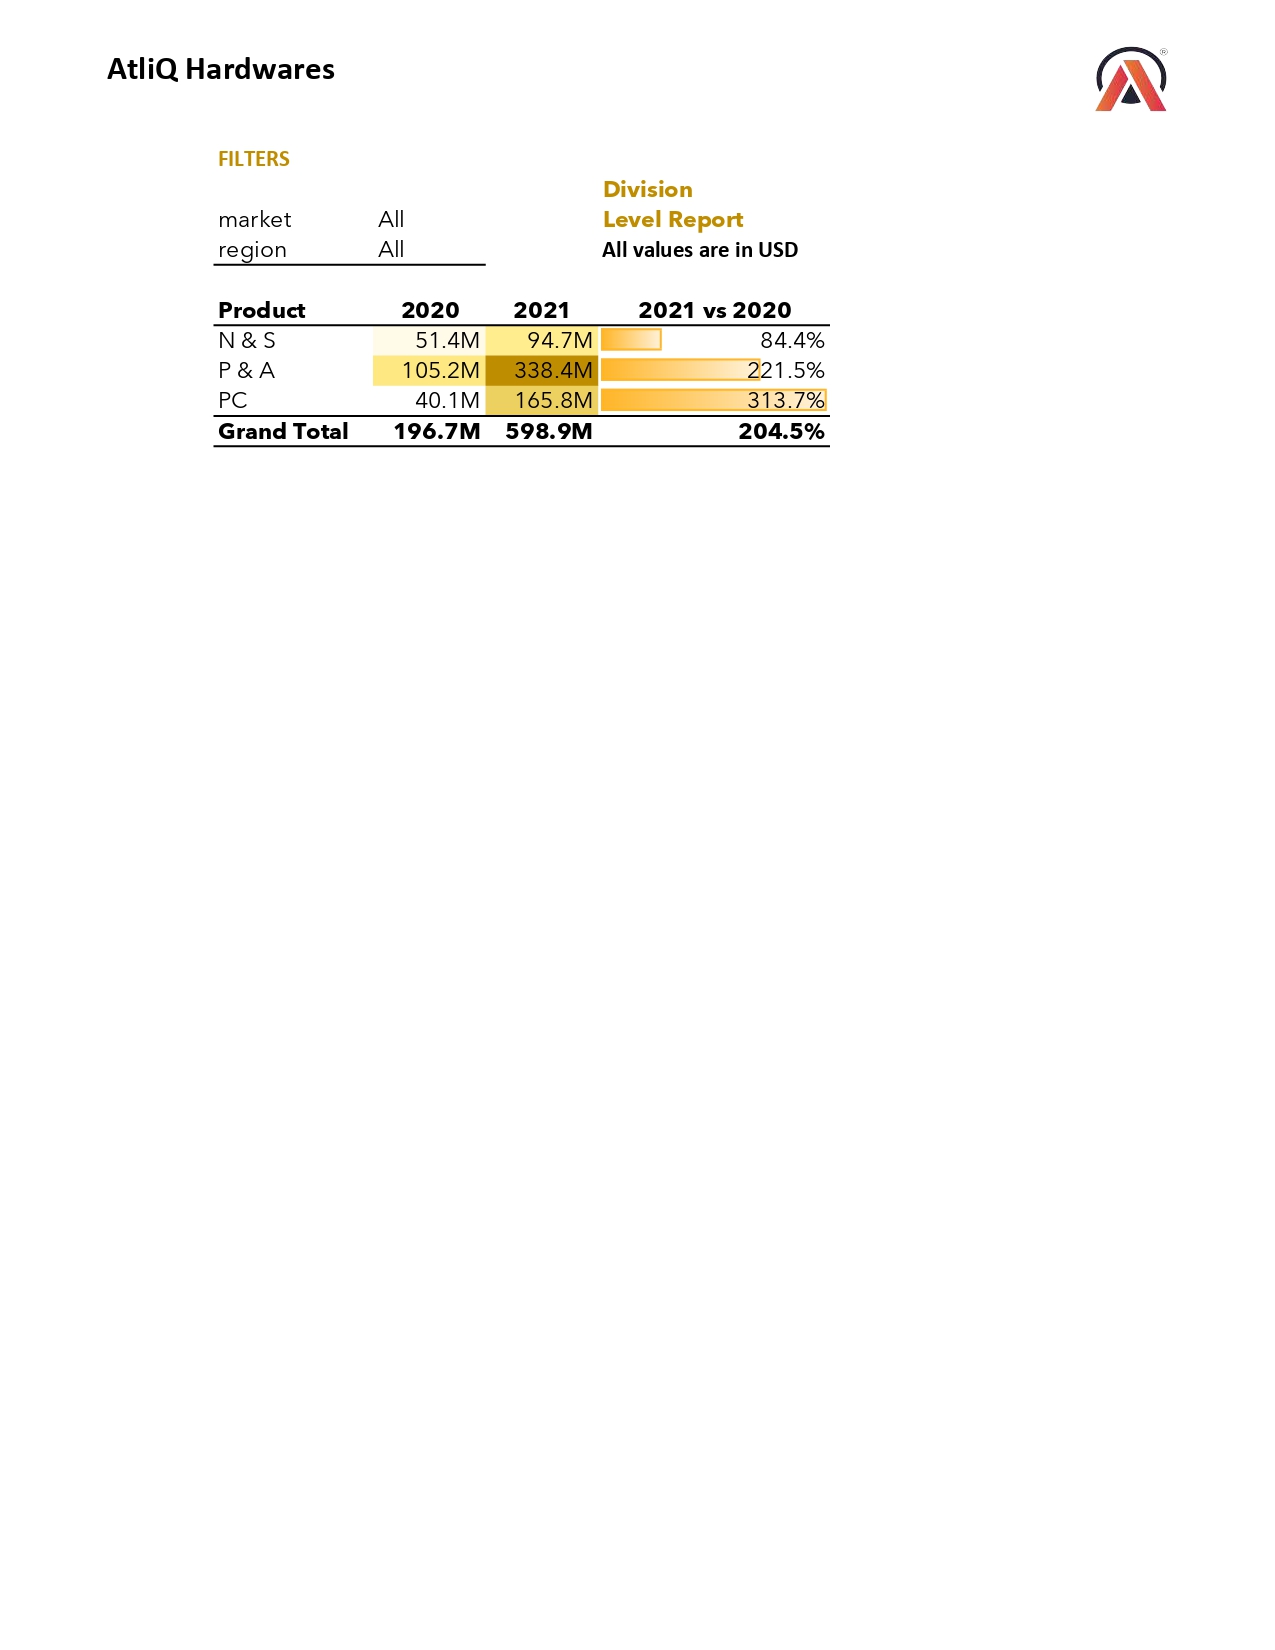 AtliQ Hardwares
®
FILTERS
Division
market All Level Report
region All All values are in USD
Product 2020 2021 2021 vs 2020
N & S 51.4M 94.7M 84.4%
P & A 105.2M 338.4M 221.5%
PC 40.1M 165.8M 313.7%
Grand Total 196.7M 598.9M 204.5%